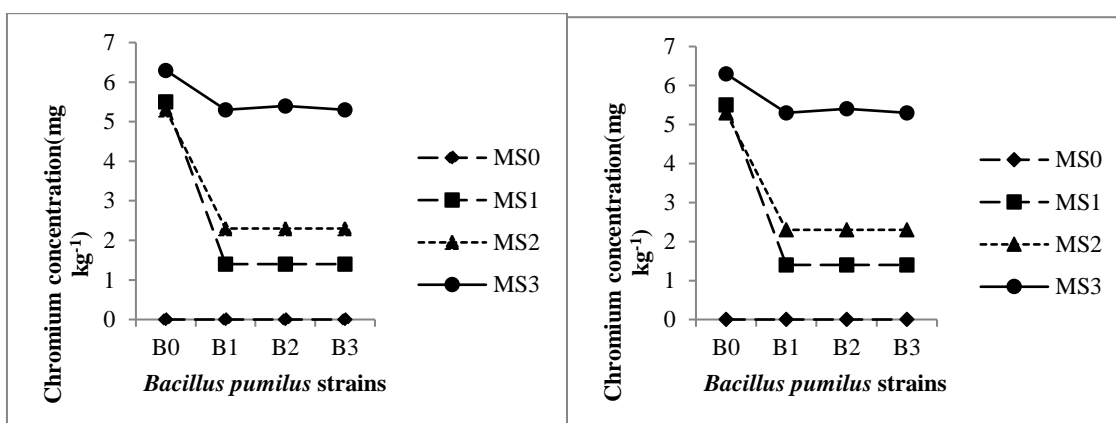 7
6
5
4
3
2
1
0
B0 B1 B2 B3
Chromium concentration(mg
kg-1)
Bacillus pumilus strains
MS0
MS1
MS2
MS3
7
6
5
4
3
2
1
0
B0 B1 B2 B3
Chromium concentration(mg
kg-1)
Bacillus pumilus strains
MS0
MS1
MS2
MS3